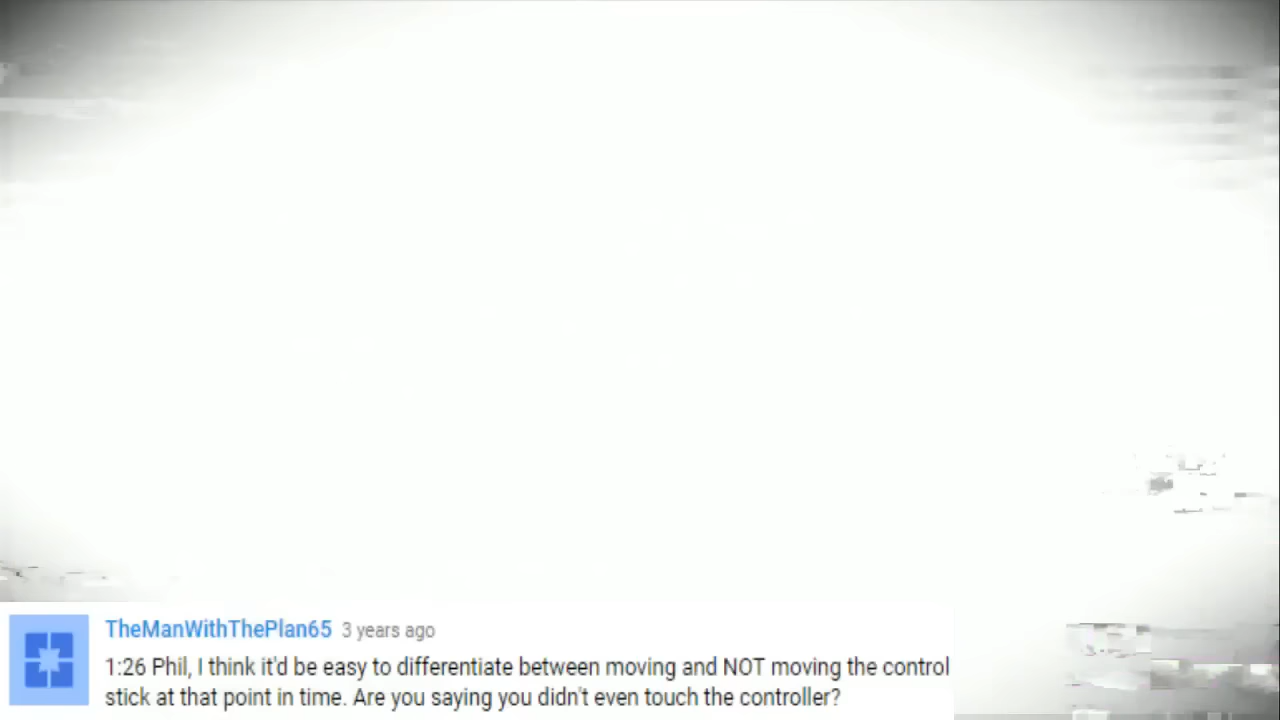 TheManWithThePlan65 3 years ago
1:26 Phil, I think it'd be easy to differentiate between moving and NOT moving the control
stick at that point in time. Are you saying you didn't even touch the controller?